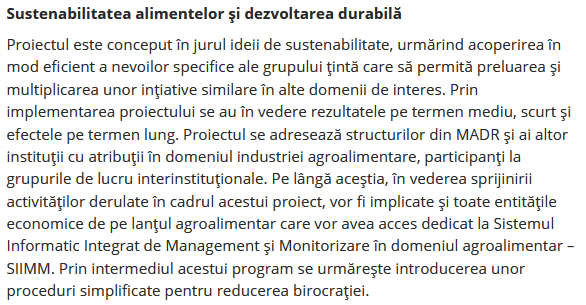 Sustenabilitatea alimentelor şi dezvoltarea durabilă
Proiectul este conceput în jurul ideii de sustenabilitate, urmărind acoperirea în
mod eficient a nevoilor specifice ale grupului ţintă care să permită preluarea şi
multiplicarea unor inţiative similare în alte domenii de interes. Prin
implementarea proiectului se au în vedere rezultatele pe termen mediu, scurt şi
efectele pe termen lung. Proiectul se adresează structurilor din MADR şi ai altor
instituţii cu atribuţii în domeniul industriei agroalimentare, participanţi la
grupurile de lucru interinstituţionale. Pe lângă aceştia, în vederea sprijinirii
activităţilor derulate în cadrul acestui proiect, vor fi implicate şi toate entităţile
economice de pe lanţul agroalimentar care vor avea acces dedicat la Sistemul
Informatic Integrat de Management şi Monitorizare în domeniul agroalimentar –
SIIMM. Prin intermediul acestui program se urmăreşte introducerea unor
proceduri simplificate pentru reducerea birocraţiei.